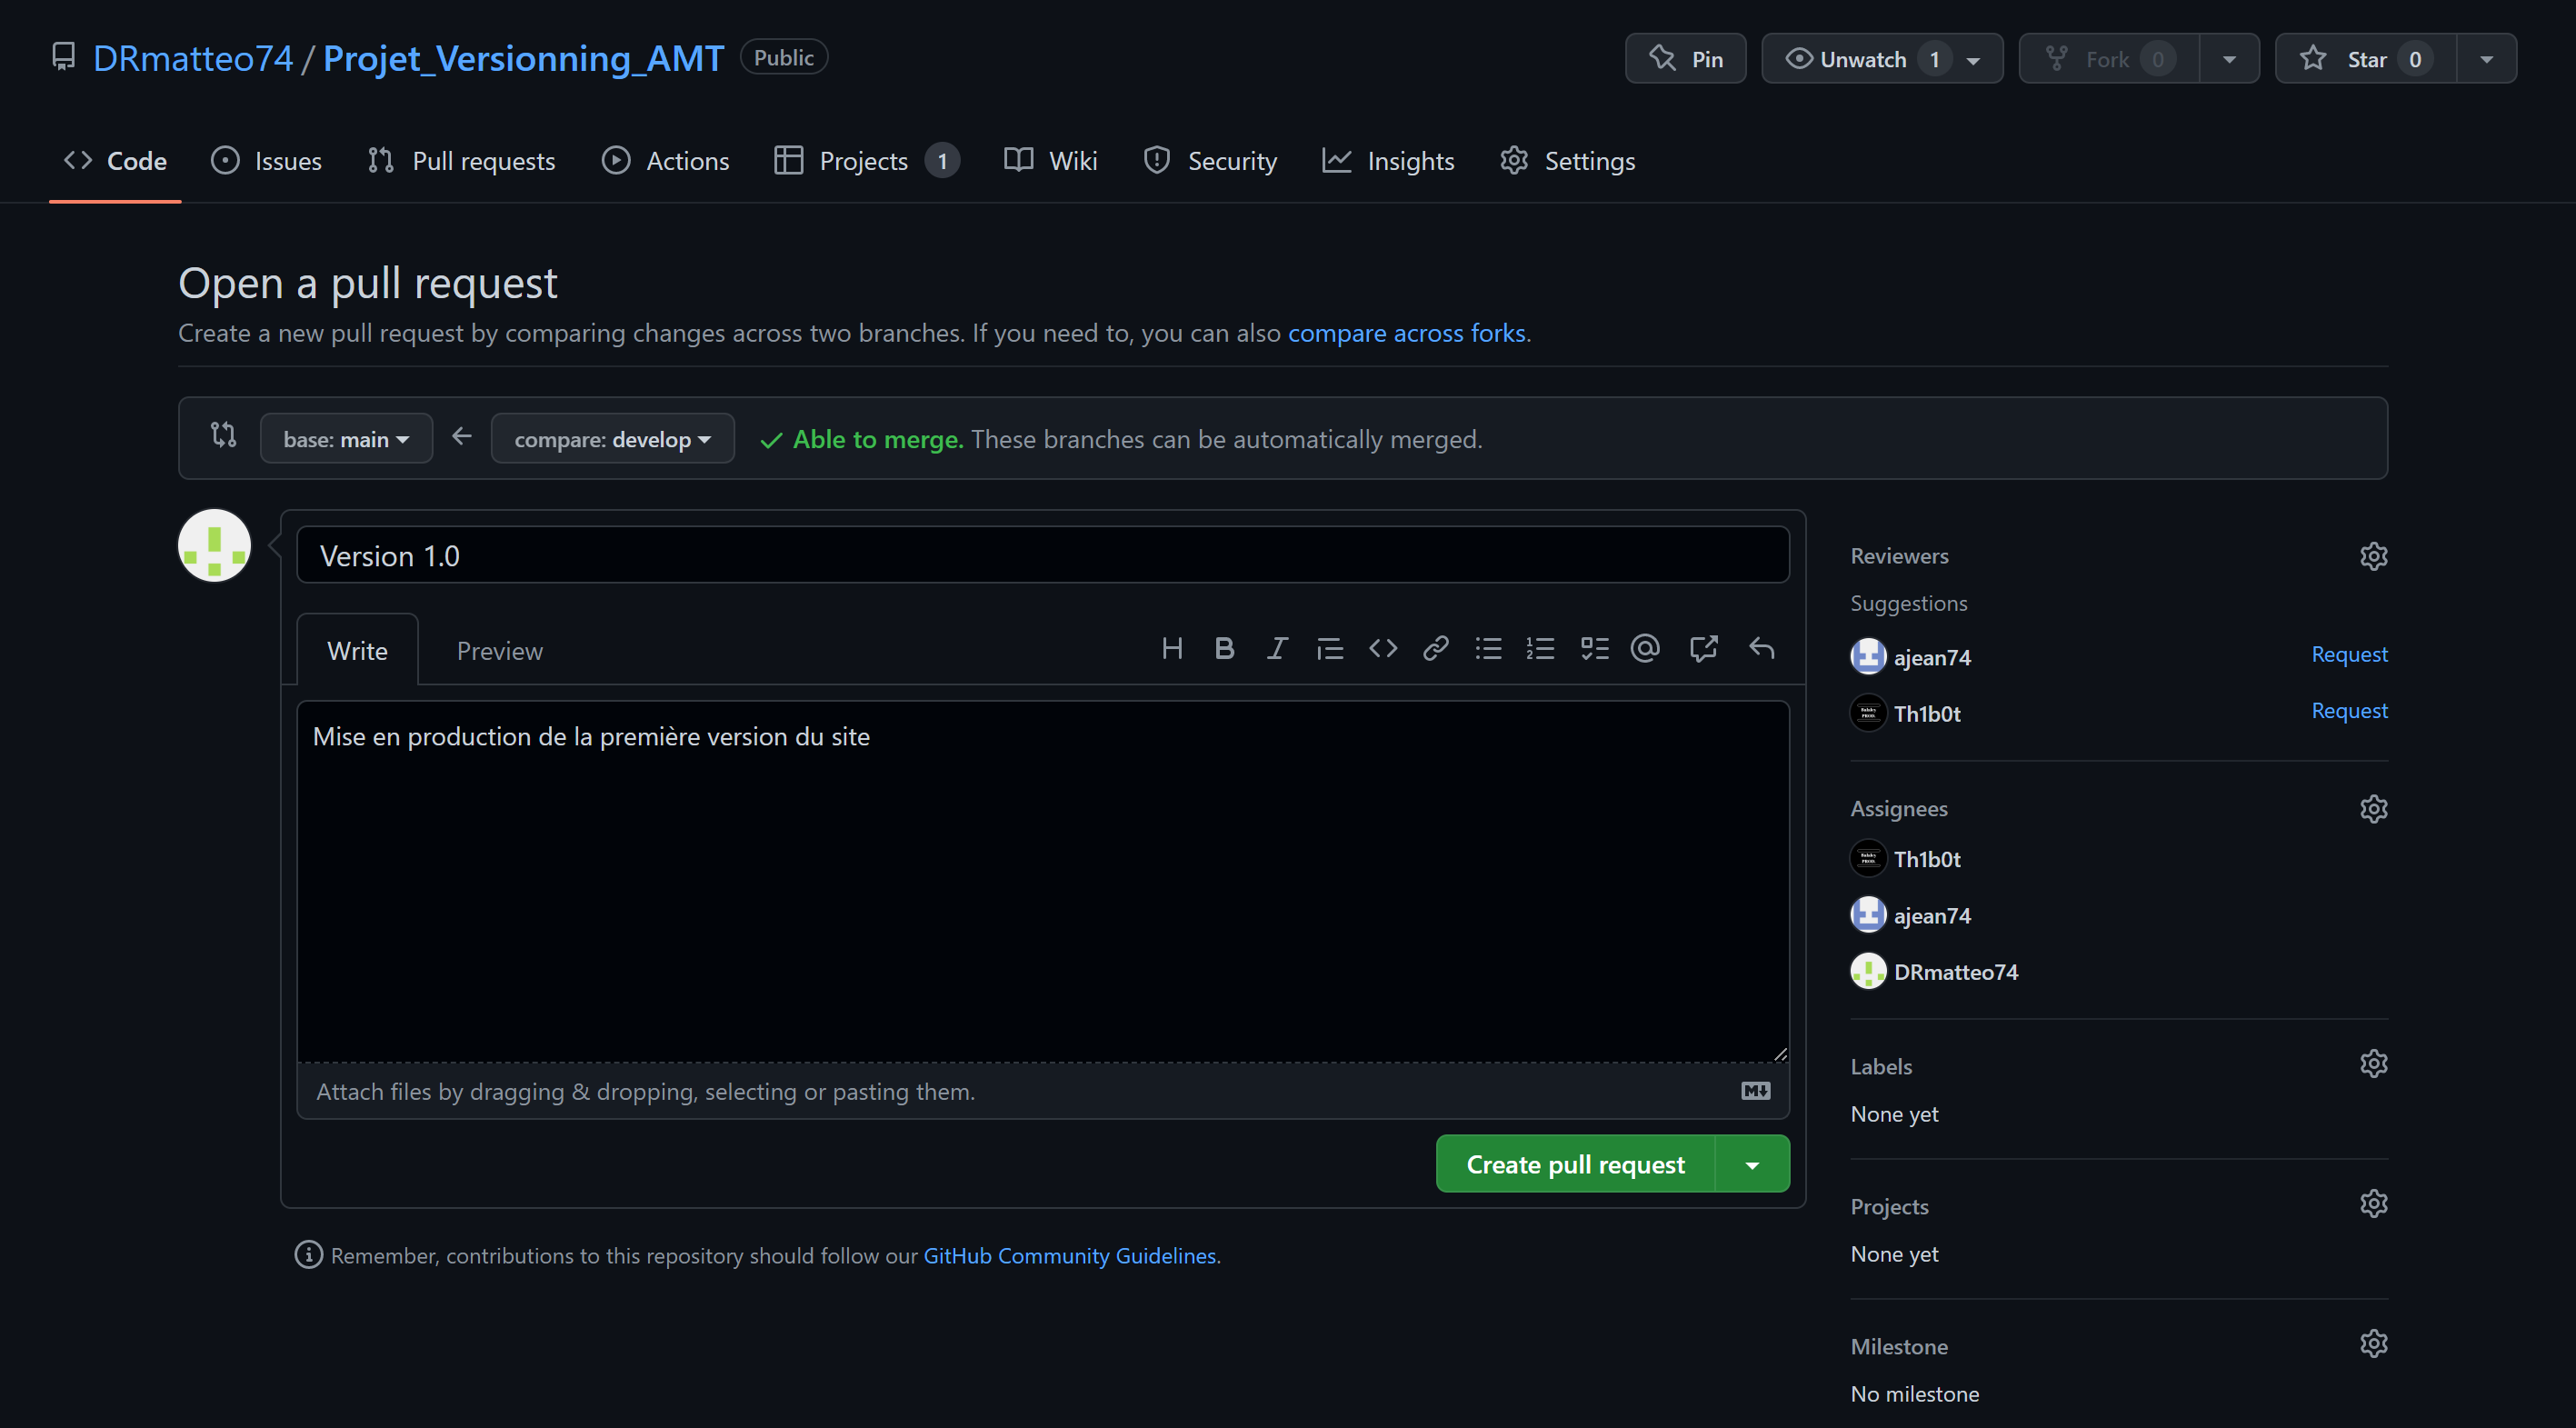 DRmatteo74 / Projet_Versionning_AMT Public
Pin Unwatch 1 Fork 0 Star 0
Code Issues Pull requests Actions Projects 1 Wiki Security Insights Settings
Open a pull request
Create a new pull request by comparing changes across two branches. If you need to, you can also compare across forks.
base: main ← compare: develop ✓ Able to merge. These branches can be automatically merged.
Version 1.0
Write Preview
Mise en production de la première version du site
Attach files by dragging & dropping, selecting or pasting them.
Create pull request
Remember, contributions to this repository should follow our GitHub Community Guidelines.
Reviewers
Suggestions
ajean74 Request
Th1b0t Request
Assignees
Th1b0t
ajean74
DRmatteo74
Labels
None yet
Projects
None yet
Milestone
No milestone